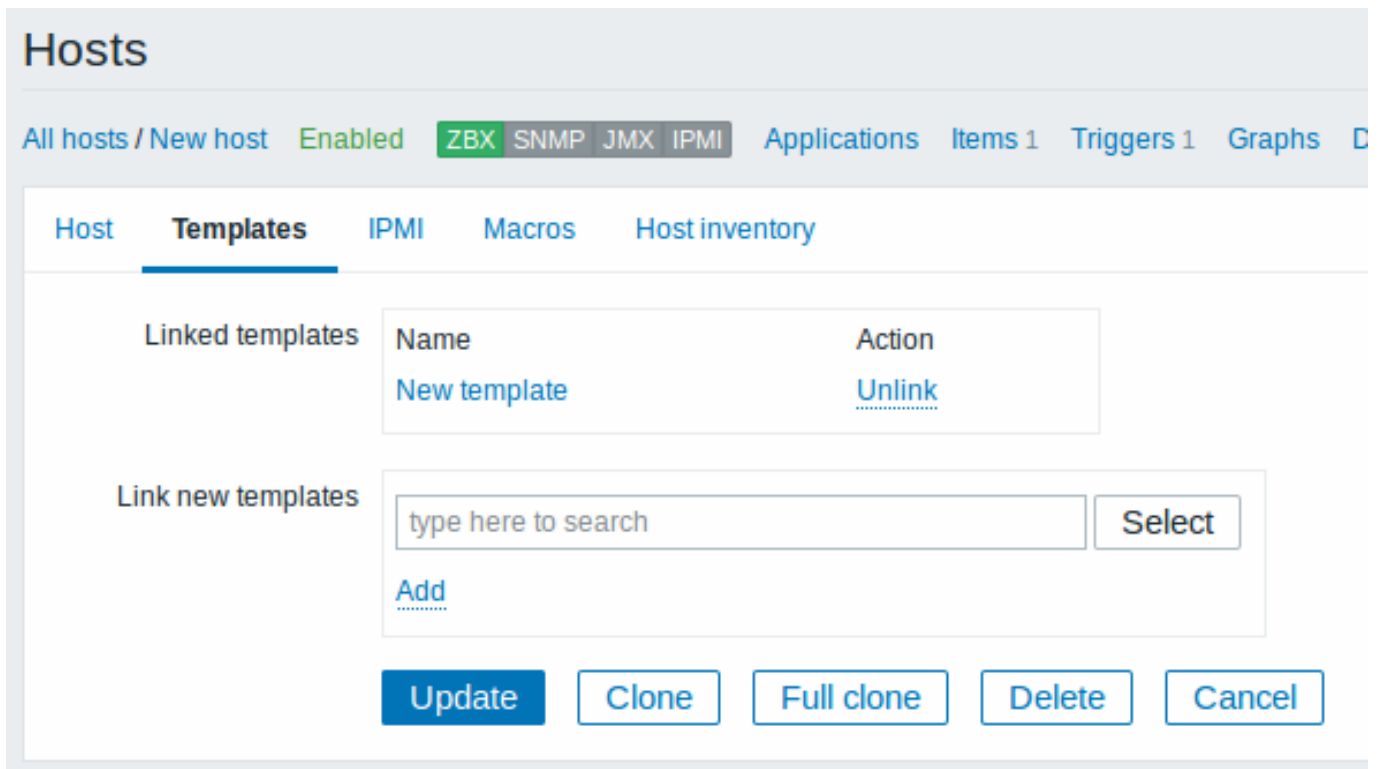 Hosts
All hosts / New host Enabled ZBX SNMP JMX IPMI Applications Items 1 Triggers 1 Graphs D
Host Templates IPMI Macros Host inventory
Linked templates Name Action
New template Unlink
Link new templates type here to search Select
Add
Update Clone Full clone Delete Cancel